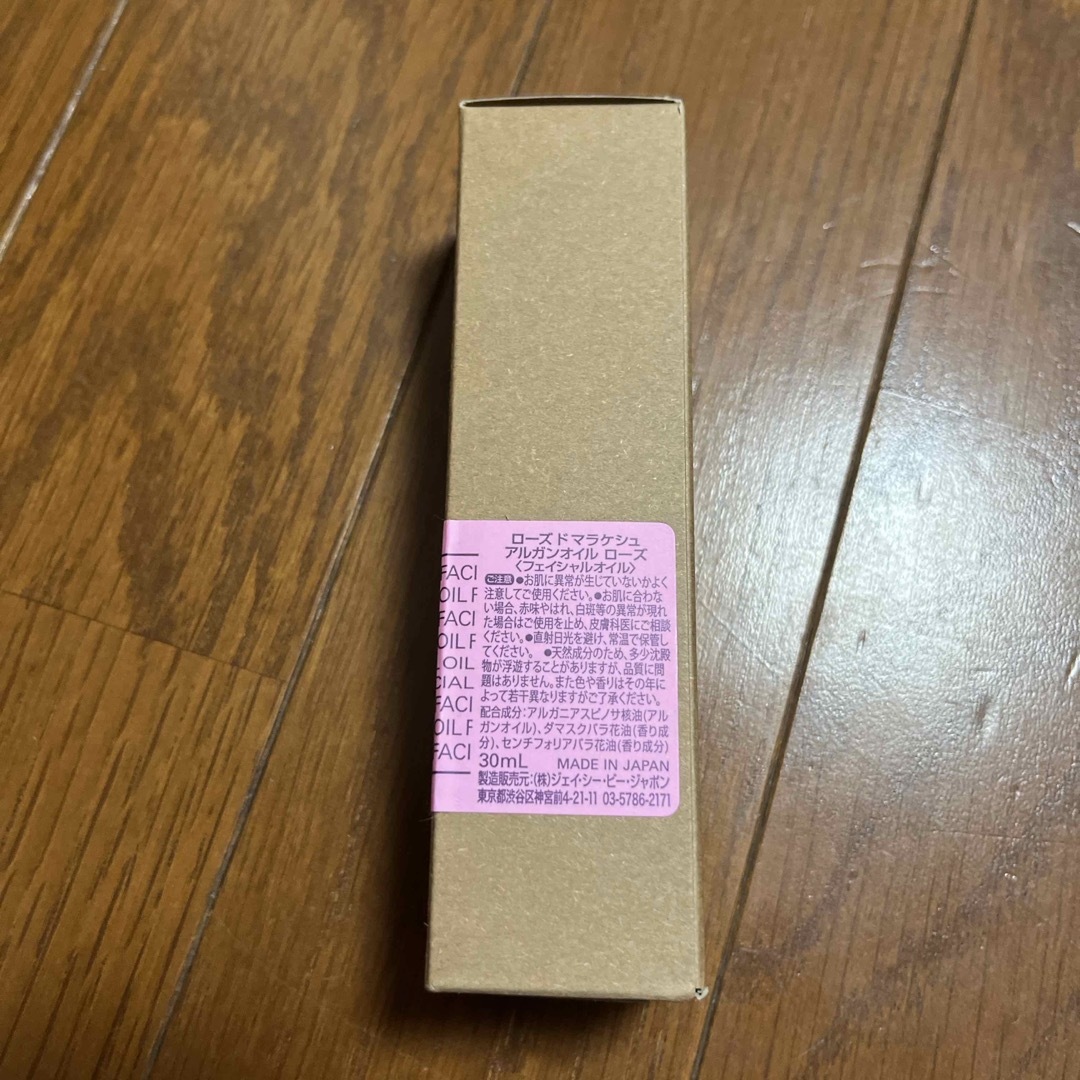 ローズ ド マラケシュ
アルガンオイル ローズ
〈フェイシャルオイル〉
ご注意 ●お肌に異常が生じていないかよく
注意してご使用ください。●お肌に合わな
い場合、赤味やはれ、白斑等の異常が現れ
た場合はご使用を止め、皮膚科医にご相談
ください。●直射日光を避け、常温で保管し
てください。 ●天然成分のため、多少沈殿
物が浮遊することがありますが、品質に問
題はありません。また色や香りはその年に
よって若干異なりますがご了承ください。
配合成分:アルガニアスピノサ核油(アル
ガンオイル)、ダマスクバラ花油(香り成
分)、センチフォリアバラ花油(香り成分)
30mL MADE IN JAPAN
製造販売元:(株)ジェイ・シー・ビー・ジャポン
東京都渋谷区神宮前4-21-11 03-5786-2171
FACI
OIL F
FACI
OIL F
OIL
CIAL
FACI
OIL F
FACI